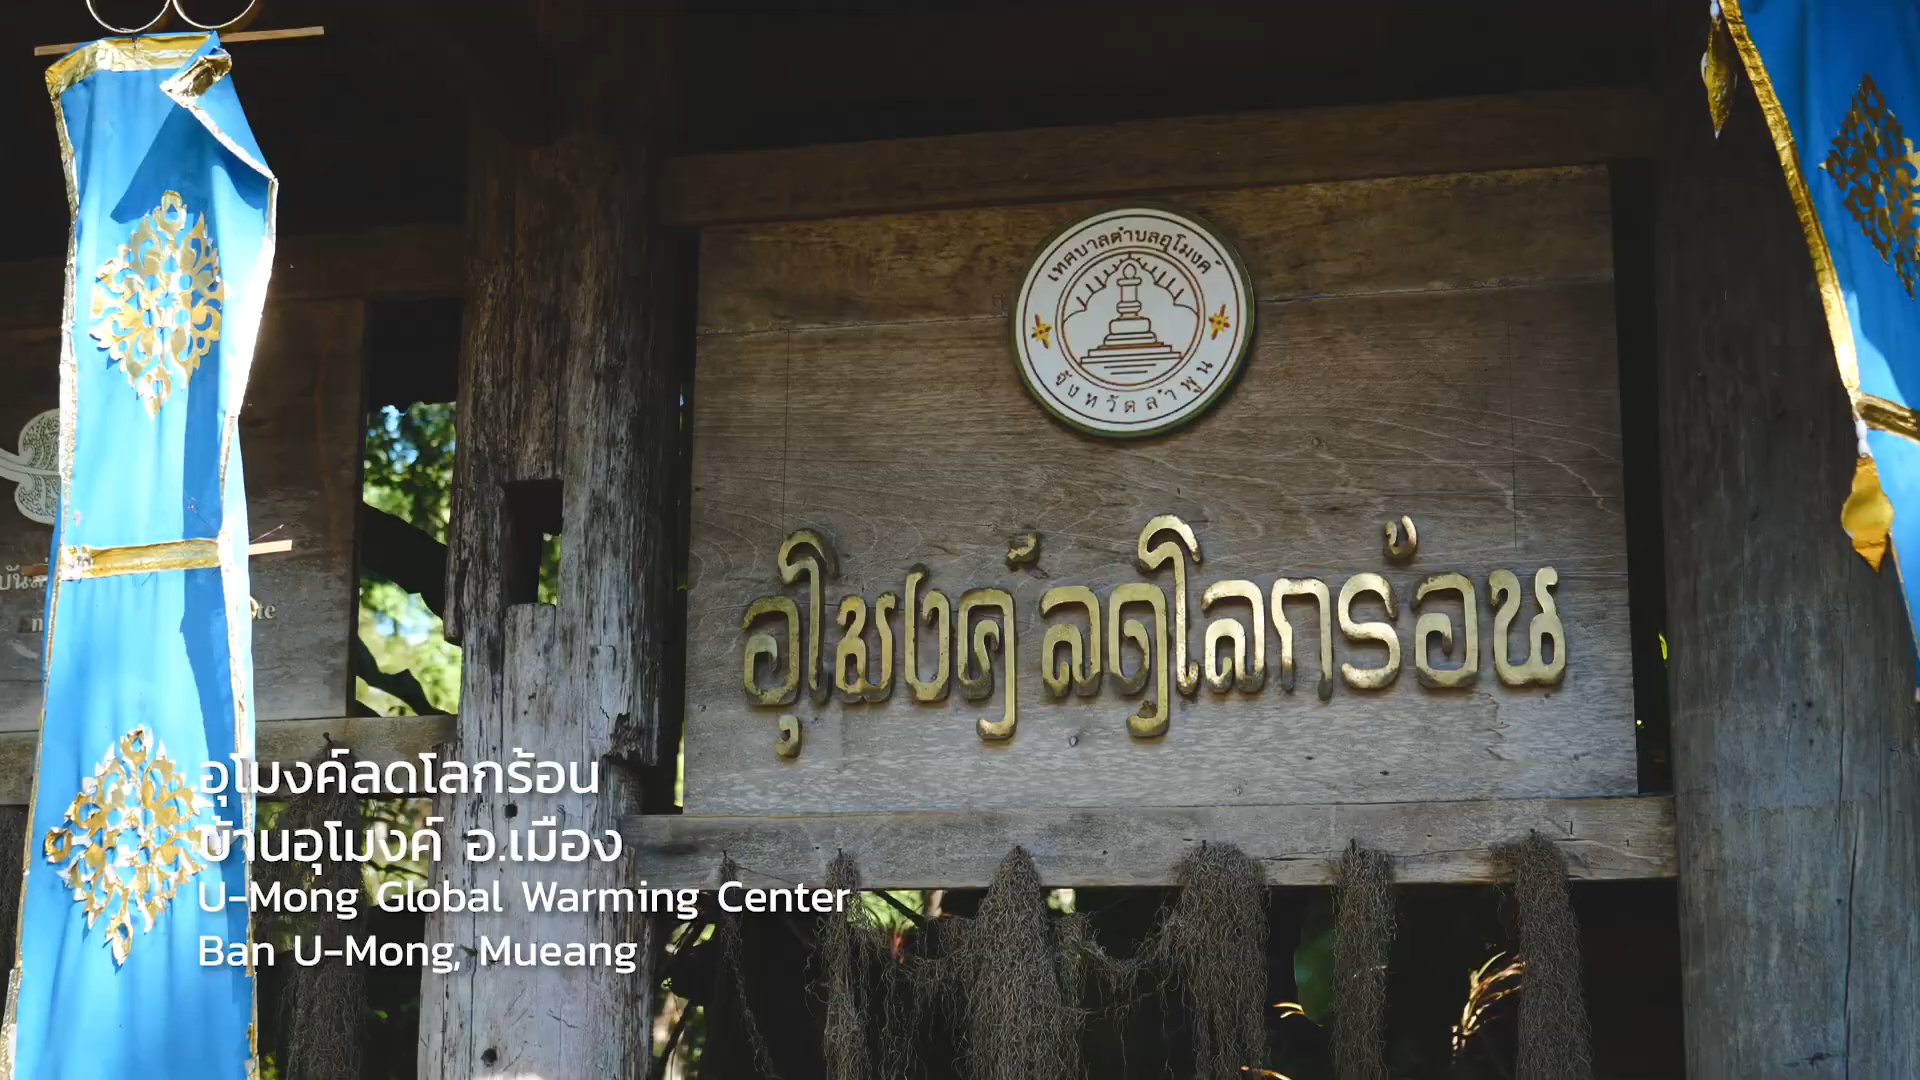 เทศบาลตำบลอุโมงค์
จังหวัดลำพูน
อุโมงค์ ลดโลกร้อน
อุโมงค์ลดโลกร้อน
บ้านอุโมงค์ อ.เมือง
U-Mong Global Warming Center
Ban U-Mong, Mueang